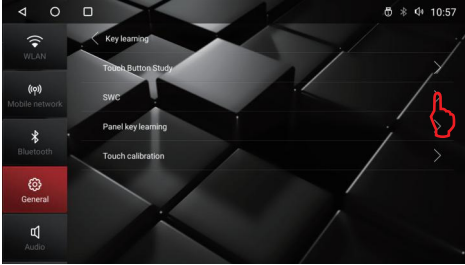 10:57
Key learning
WLAN
Touch Button Study
Mobile network
SWC
Panel key learning
Bluetooth
Touch calibration
General
Audio